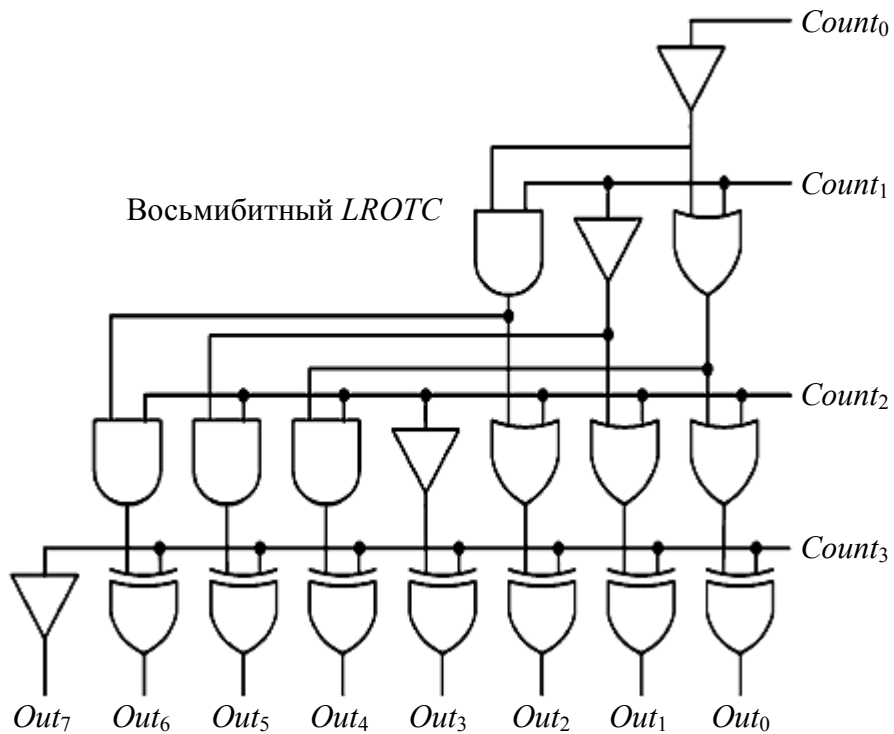 Count₀
Count₁
Восьмибитный LROTC
Count₂
Count₃
Out₇ Out₆ Out₅ Out₄ Out₃ Out₂ Out₁ Out₀